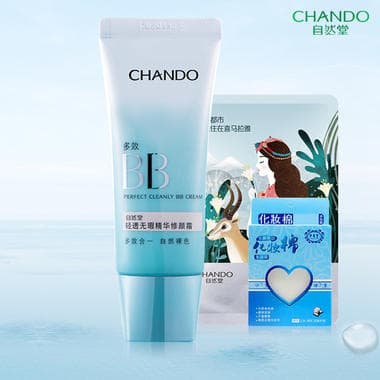 CHANDO
自然堂
CHANDO
多效
BB
PERFECT CLEANLY BB CREAM
自然堂
轻透无瑕精华修颜霜
多效合一 自然裸色
都市
住在喜马拉雅
化妝棉
化妆棉
CHANDO
自然堂